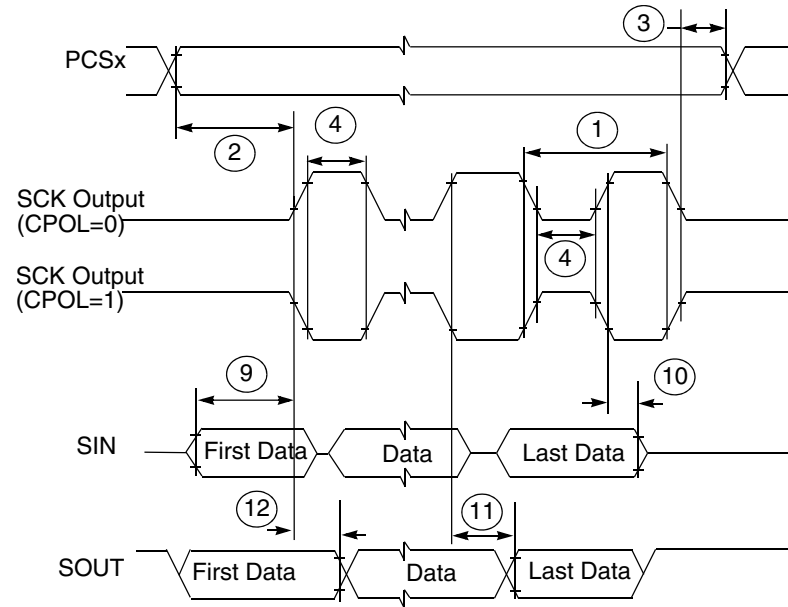 3
PCSx
2
4
1
SCK Output
(CPOL=0)
4
SCK Output
(CPOL=1)
9
10
SIN
First Data
Data
Last Data
12
11
SOUT
First Data
Data
Last Data